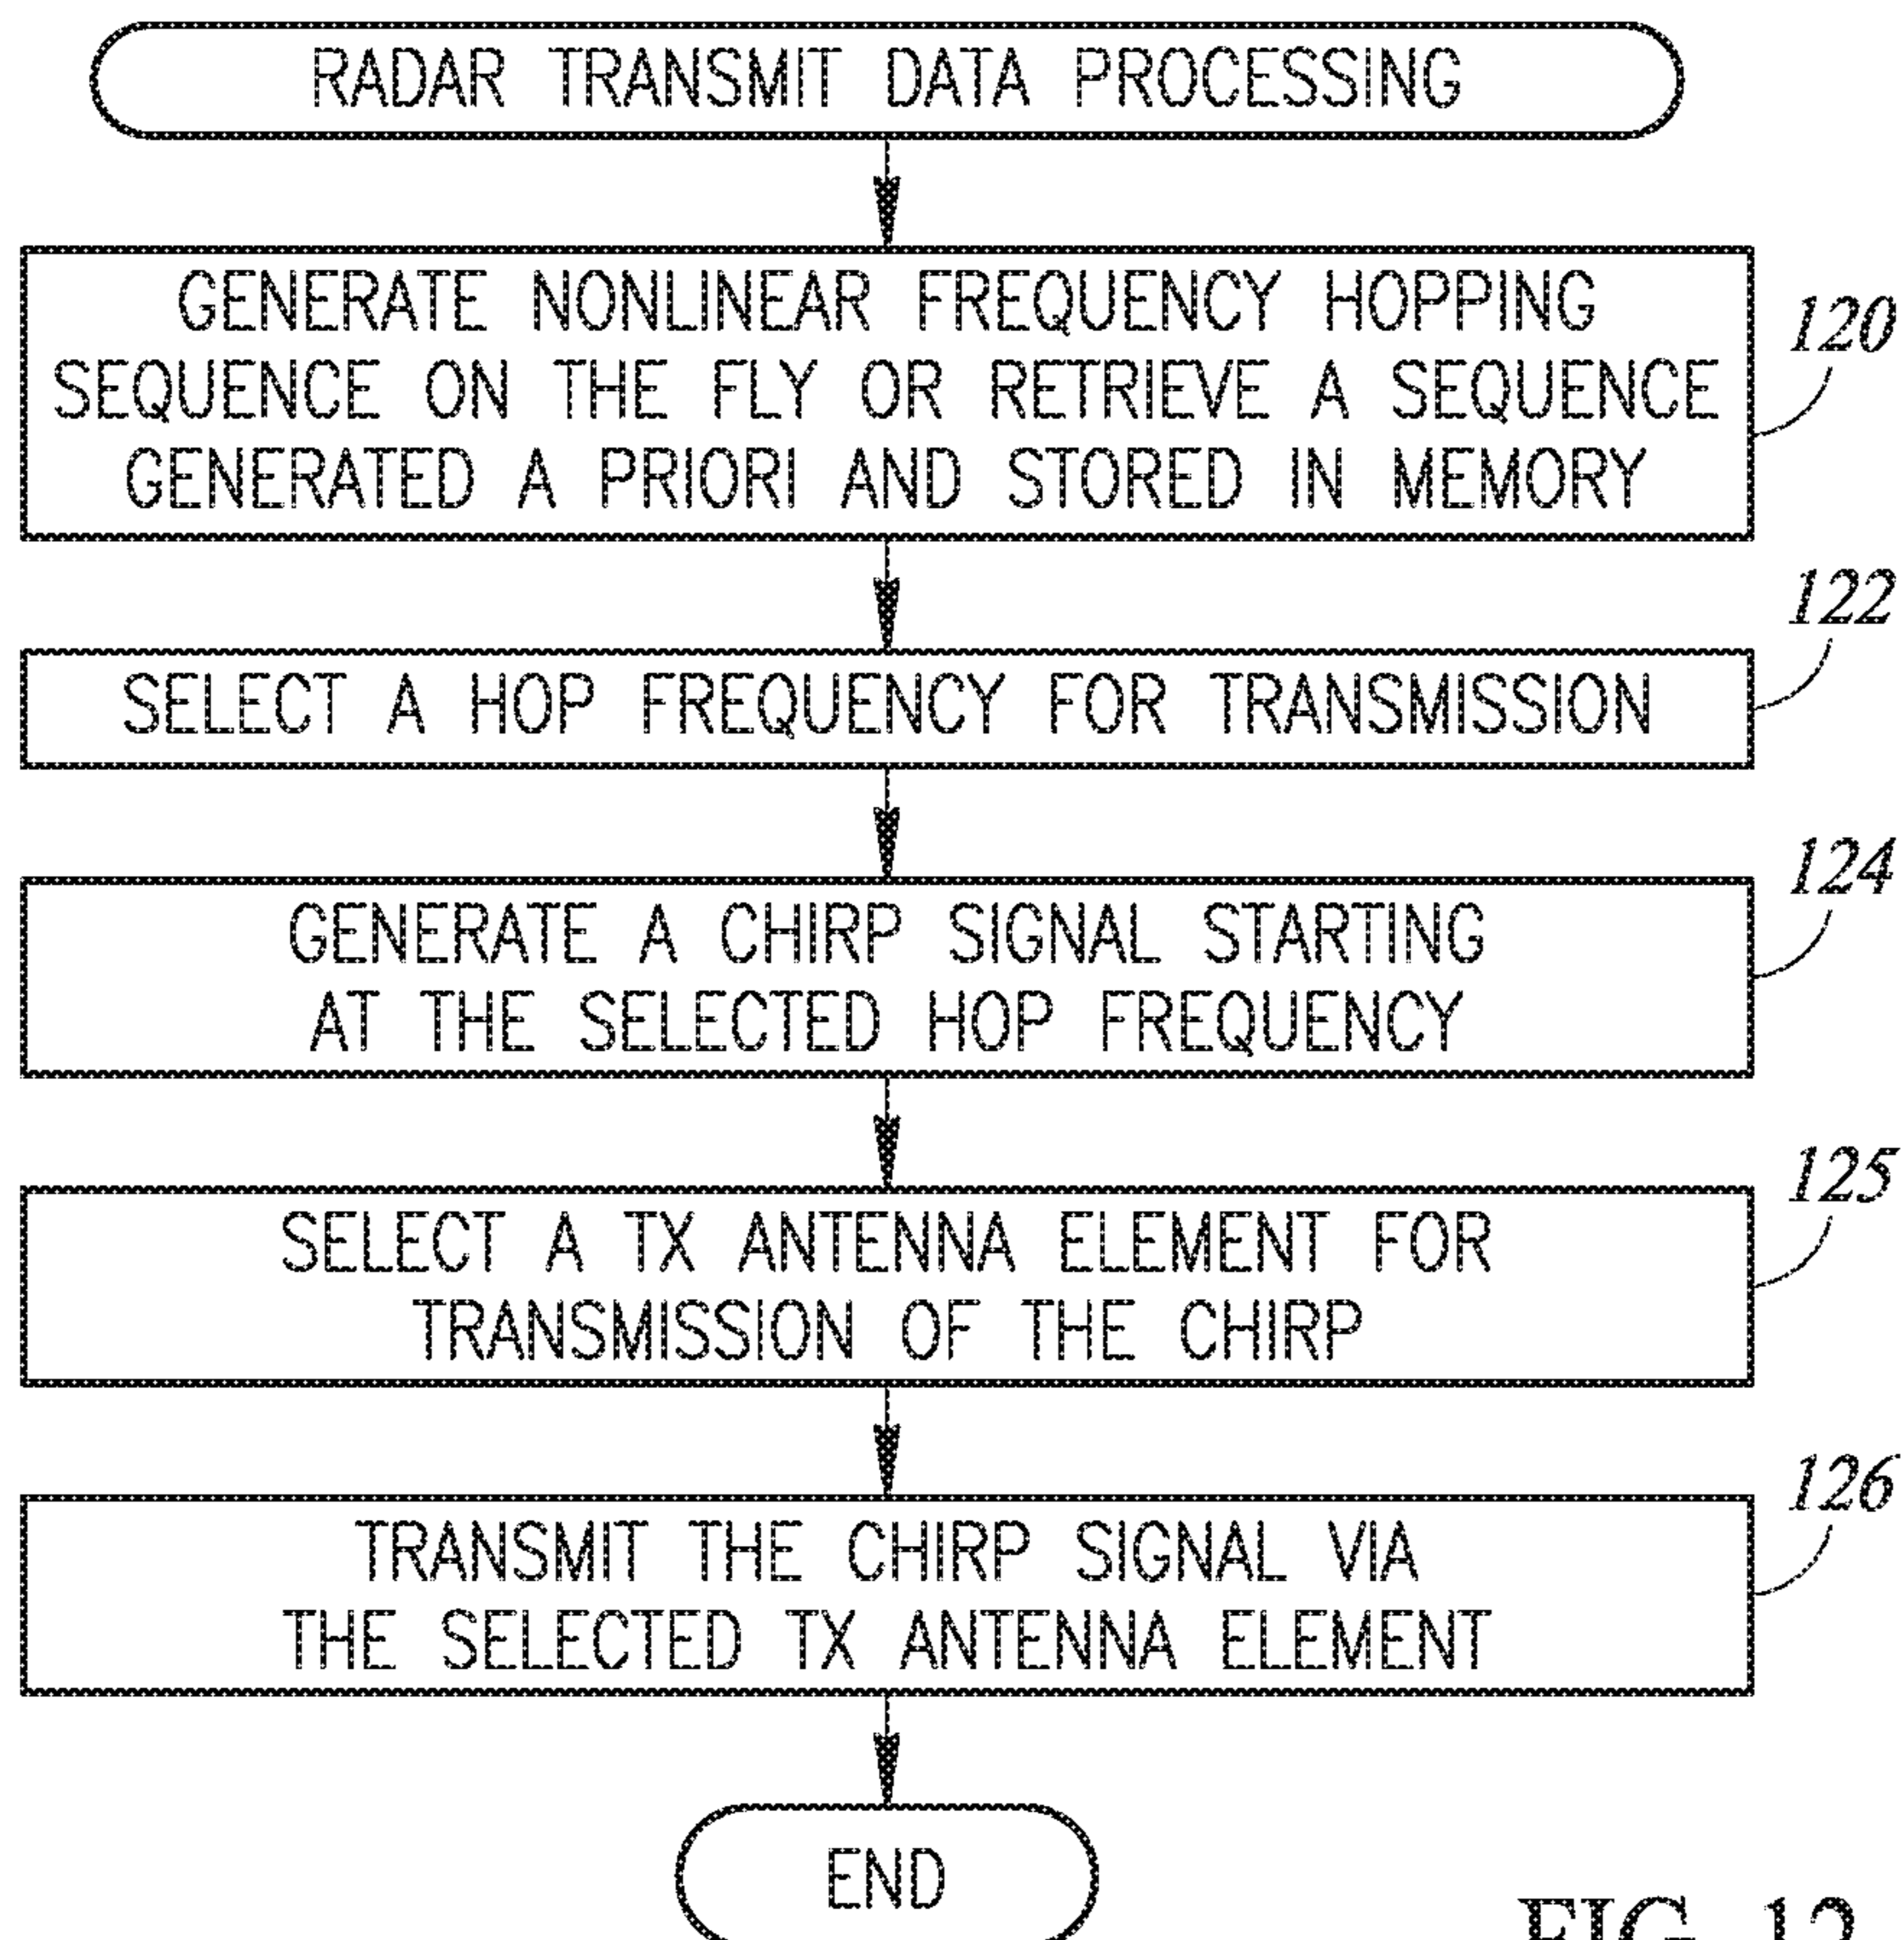 RADAR TRANSMIT DATA PROCESSING
GENERATE NONLINEAR FREQUENCY HOPPING
SEQUENCE ON THE FLY OR RETRIEVE A SEQUENCE
GENERATED A PRIORI AND STORED IN MEMORY
120
SELECT A HOP FREQUENCY FOR TRANSMISSION
122
GENERATE A CHIRP SIGNAL STARTING
AT THE SELECTED HOP FREQUENCY
124
SELECT A TX ANTENNA ELEMENT FOR
TRANSMISSION OF THE CHIRP
125
TRANSMIT THE CHIRP SIGNAL VIA
THE SELECTED TX ANTENNA ELEMENT
126
END
FIG. 12